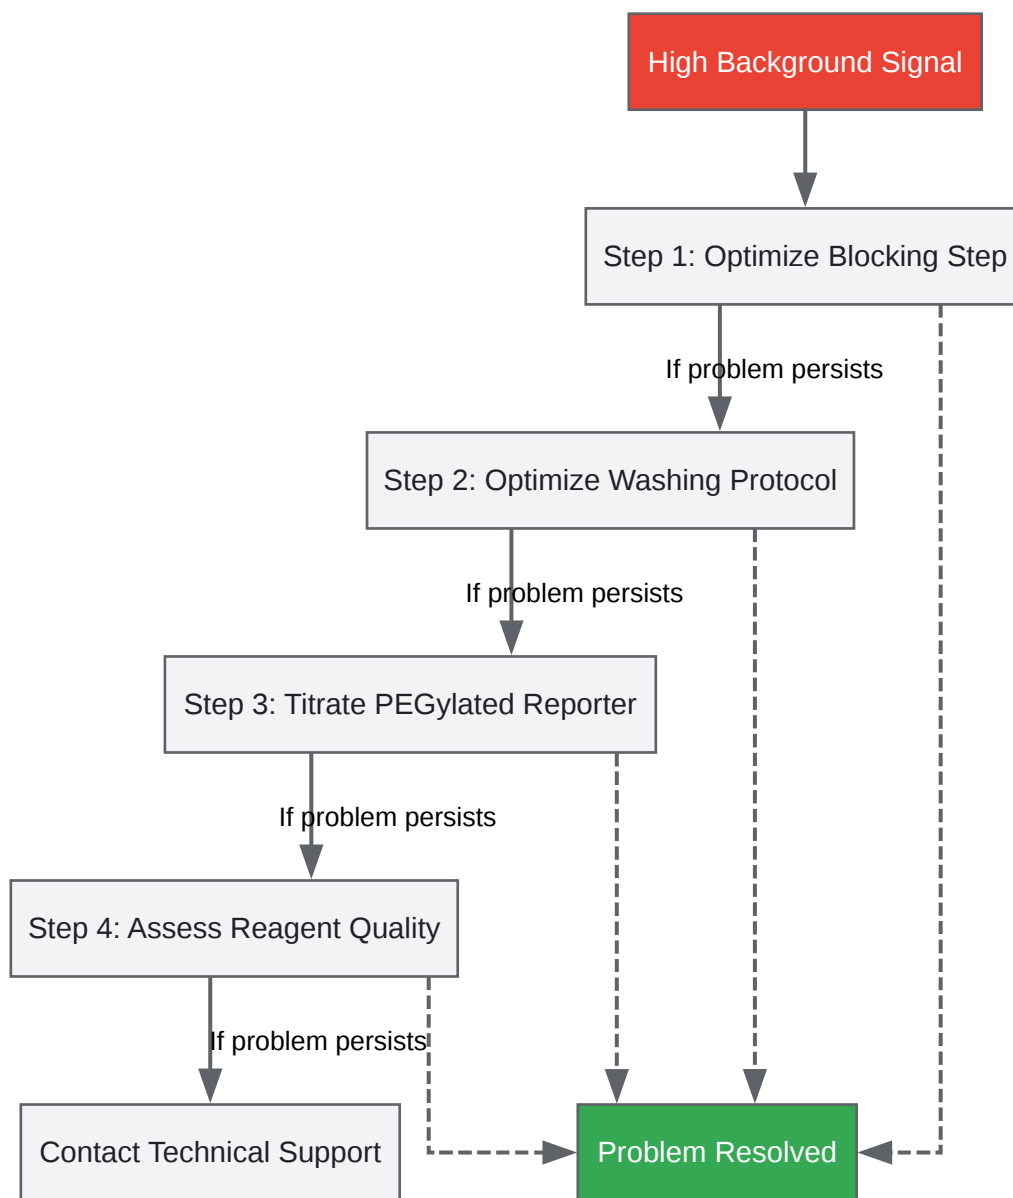 High Background Signal
Step 1: Optimize Blocking Step
If problem persists
Step 2: Optimize Washing Protocol
If problem persists
Step 3: Titrate PEGylated Reporter
If problem persists
Step 4: Assess Reagent Quality
If problem persists
Contact Technical Support
Problem Resolved